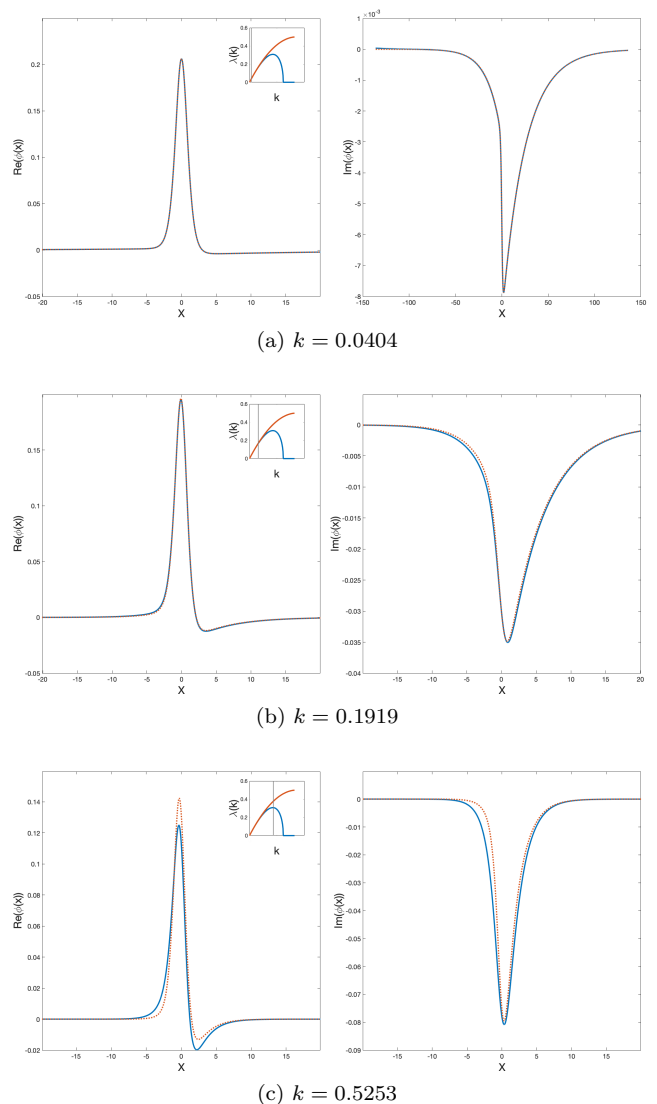 Re(ϕ(x))
0.2
0.15
0.1
0.05
0
-0.05
-20 -15 -10 -5 0 5 10 15
X
λ(k)
0.6
0.4
0.2
0
k
Im(ϕ(x))
×10⁻³
1
0
-1
-2
-3
-4
-5
-6
-7
-8
-150 -100 -50 0 50 100 150
X
(a) k = 0.0404
Re(ϕ(x))
0.15
0.1
0.05
0
-0.05
-20 -15 -10 -5 0 5 10 15
X
λ(k)
0.6
0.4
0.2
0
k
Im(ϕ(x))
0
-0.005
-0.01
-0.015
-0.02
-0.025
-0.03
-0.035
-0.04
-15 -10 -5 0 5 10 15 20
X
(b) k = 0.1919
Re(ϕ(x))
0.14
0.12
0.1
0.08
0.06
0.04
0.02
0
-0.02
-20 -15 -10 -5 0 5 10 15
X
λ(k)
0.6
0.4
0.2
0
k
Im(ϕ(x))
0
-0.01
-0.02
-0.03
-0.04
-0.05
-0.06
-0.07
-0.08
-0.09
-15 -10 -5 0 5 10 15 20
X
(c) k = 0.5253